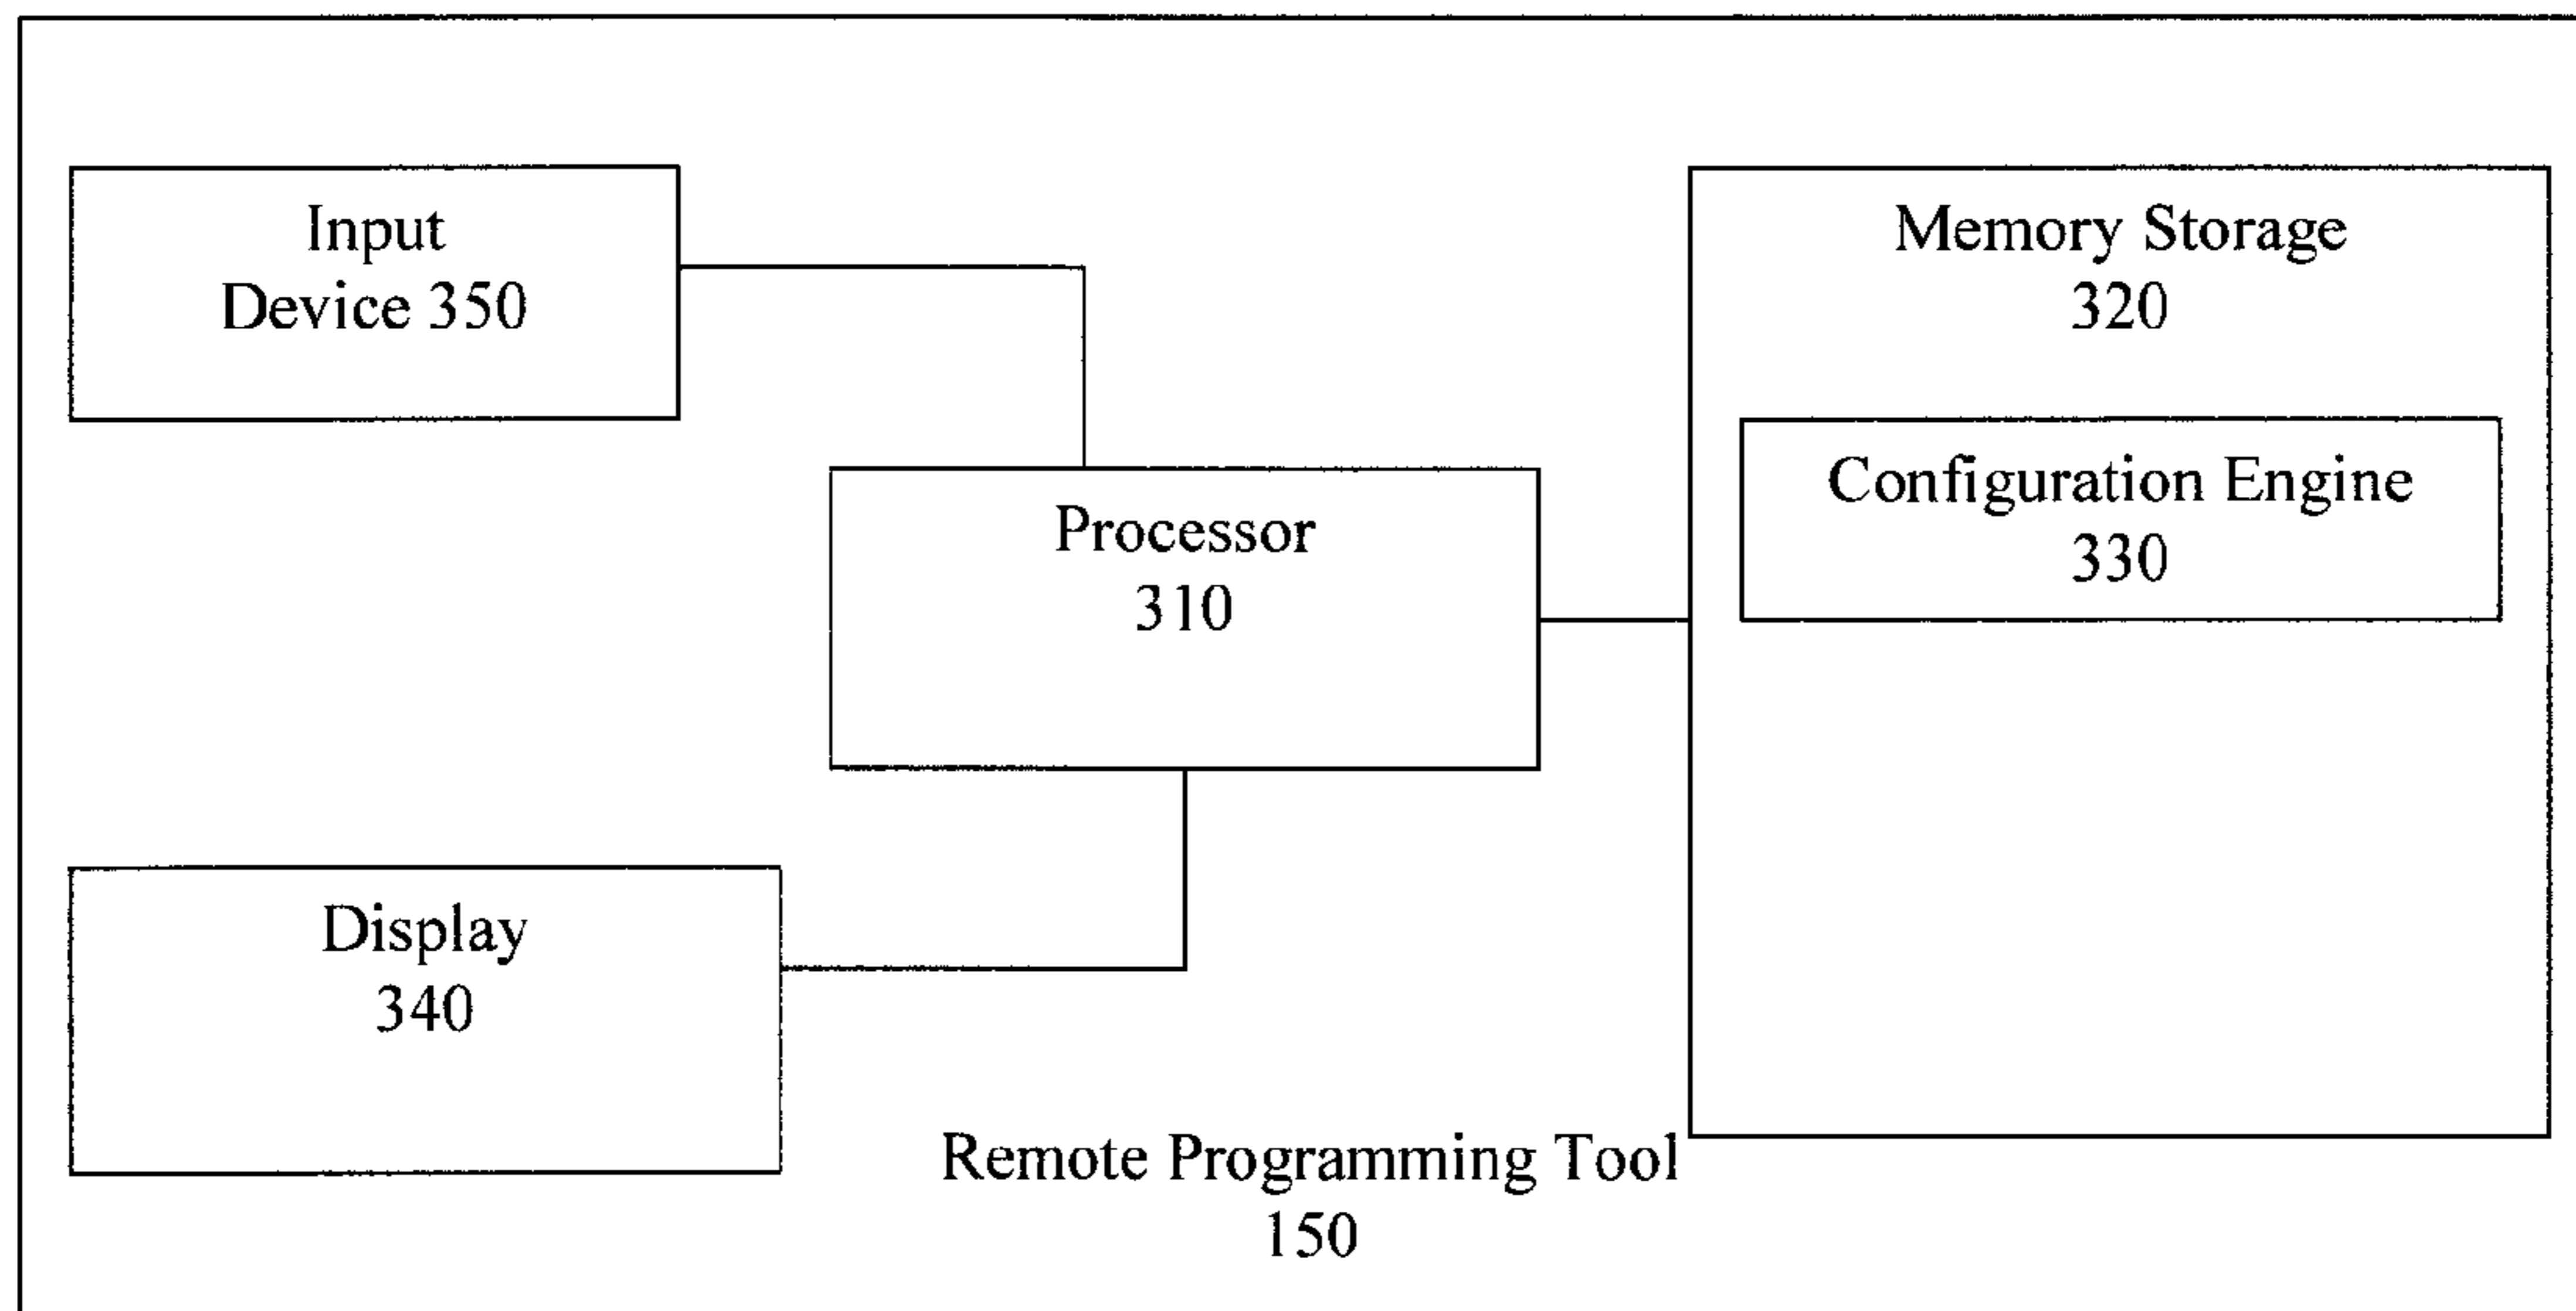 Input
Device 350
Memory Storage
320
Configuration Engine
330
Processor
310
Display
340
Remote Programming Tool
150